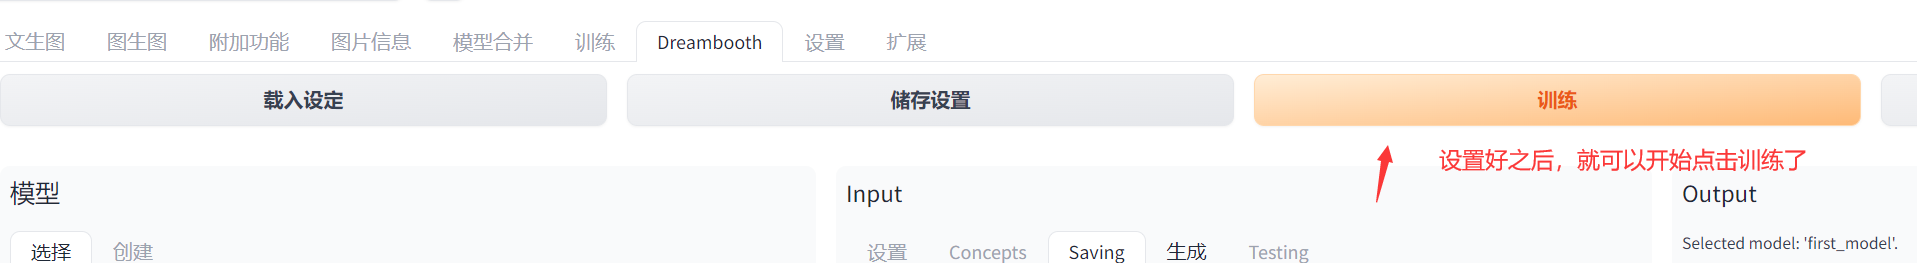 文生图 图生图 附加功能 图片信息 模型合并 训练 Dreambooth 设置 扩展
载入设定 储存设置 训练
设置好之后，就可以开始点击训练了
模型 Input Output
选择 创建 设置 Concepts Saving 生成 Testing Selected model: 'first_model'.